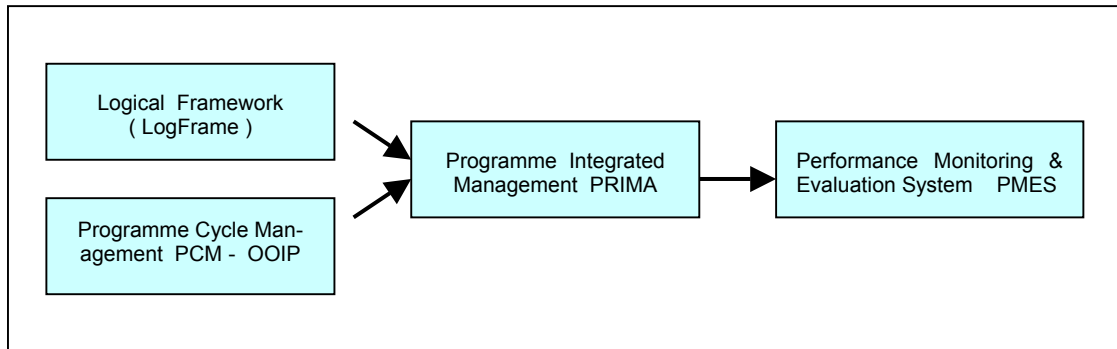 Logical Framework
( LogFrame )
Programme Cycle Man-
agement PCM - OOIP
Programme Integrated
Management PRIMA
Performance Monitoring &
Evaluation System PMES